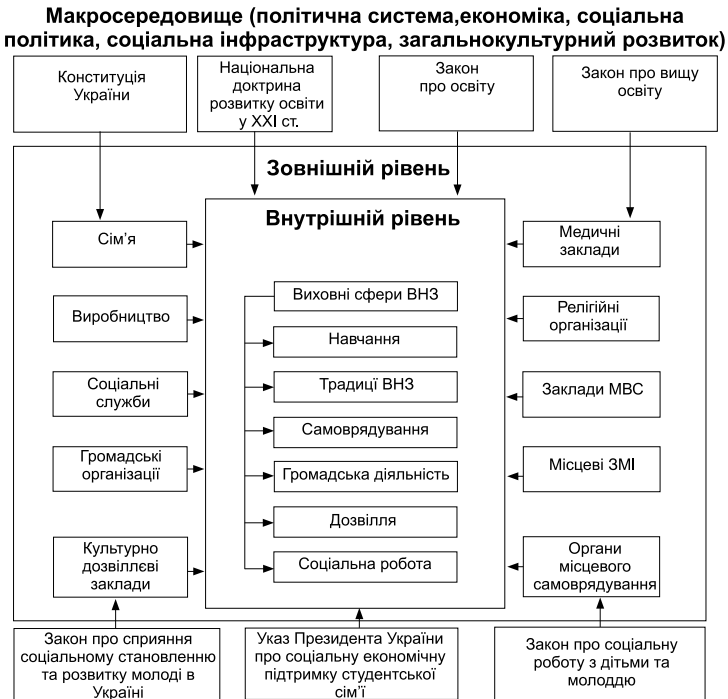 Макросередовище (політична система,економіка, соціальна
політика, соціальна інфраструктура, загальнокультурний розвиток)
Конституція
України
Національна
доктрина
розвитку освіти
у XXI ст.
Закон
про освіту
Закон про вищу
освіту
Зовнішній рівень
Внутрішній рівень
Сім’я
Виробництво
Соціальні
служби
Громадські
організації
Культурно
дозвіллєві
заклади
Виховні сфери ВНЗ
Навчання
Традиції ВНЗ
Самоврядування
Громадська діяльність
Дозвілля
Соціальна робота
Медичні
заклади
Релігійні
організації
Заклади МВС
Місцеві ЗМІ
Органи
місцевого
самоврядування
Закон про сприяння
соціальному становленню
та розвитку молоді в
Україні
Указ Президента України
про соціальну економічну
підтримку студентської
сім’ї
Закон про соціальну
роботу з дітьми та
молоддю